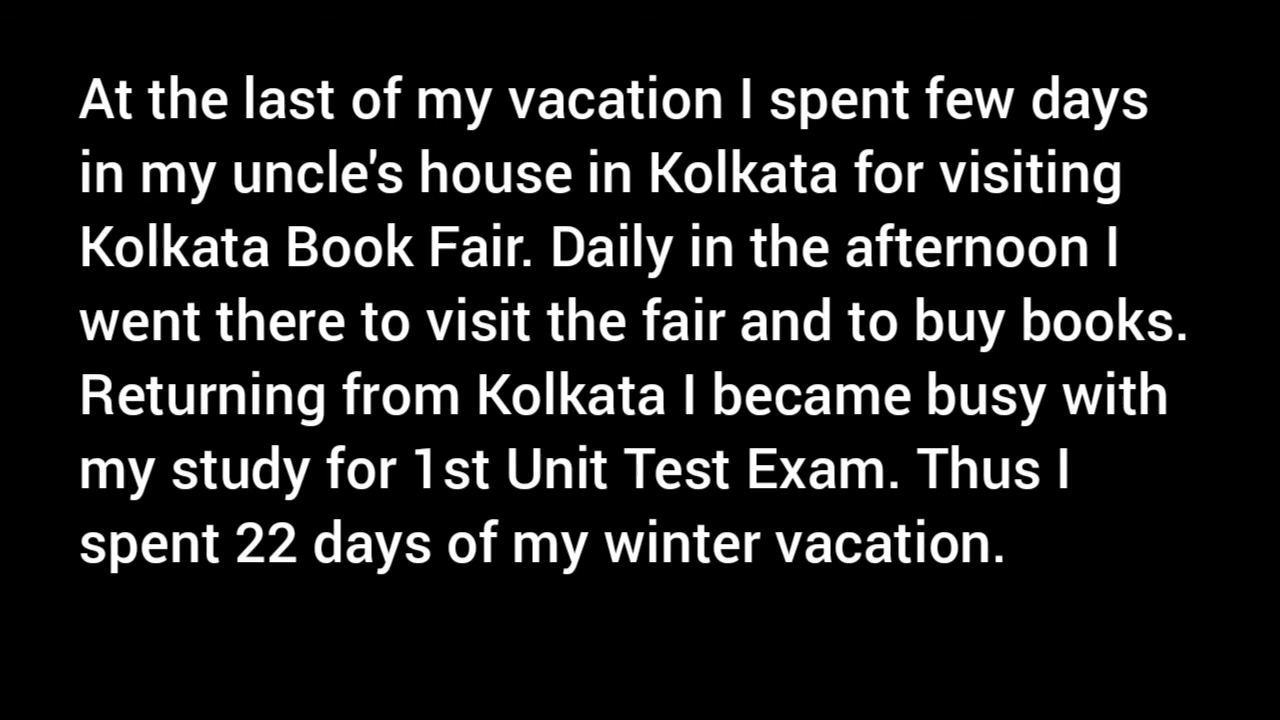 At the last of my vacation I spent few days
in my uncle's house in Kolkata for visiting
Kolkata Book Fair. Daily in the afternoon I
went there to visit the fair and to buy books.
Returning from Kolkata I became busy with
my study for 1st Unit Test Exam. Thus I
spent 22 days of my winter vacation.